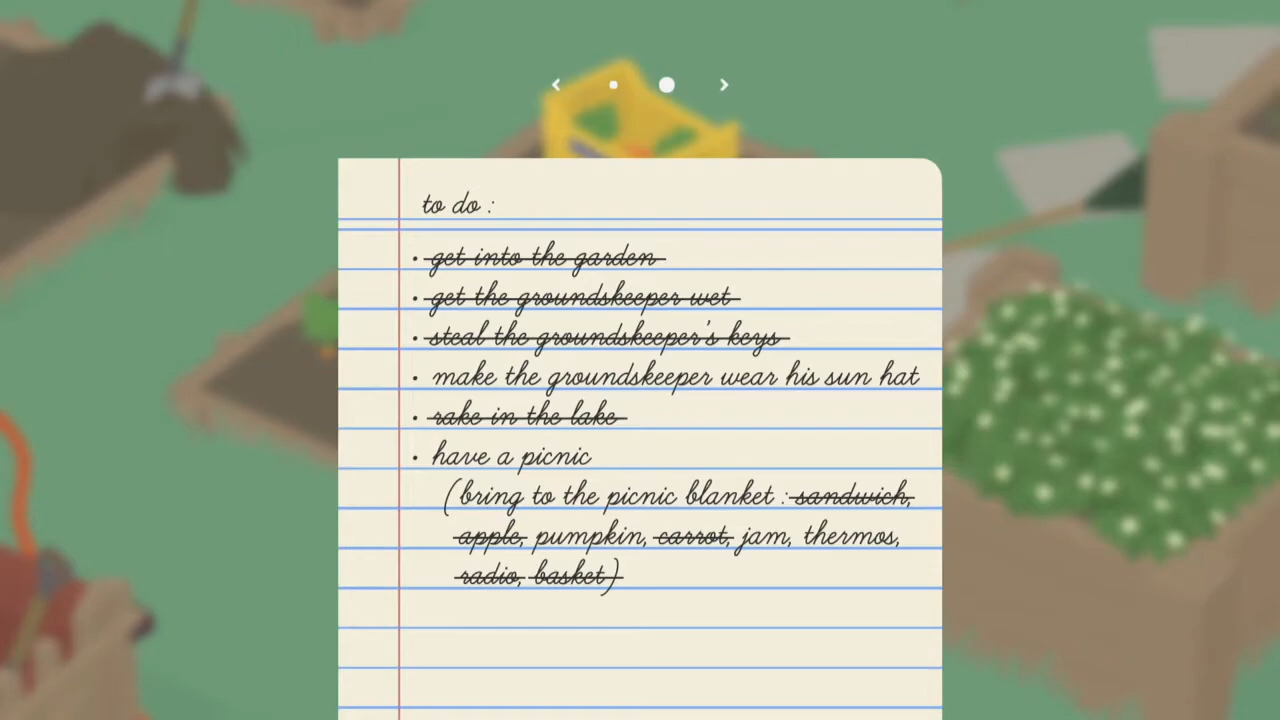 to do :
• get into the garden
• get the groundskeeper wet
• steal the groundskeeper's keys
• make the groundskeeper wear his sun hat
• rake in the lake
• have a picnic
(bring to the picnic blanket : sandwich,
apple, pumpkin, carrot, jam, thermos,
radio, basket)